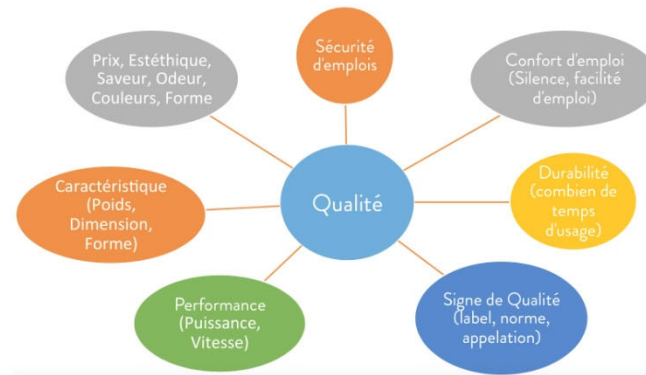 Prix, Estéthique,
Saveur, Odeur,
Couleurs, Forme
Sécurité
d'emplois
Confort d'emploi
(Silence, facilité
d'emploi)
Caractéristique
(Poids,
Dimension,
Forme)
Qualité
Durabilité
(combien de
temps
d'usage)
Performance
(Puissance,
Vitesse)
Signe de Qualité
(label, norme,
appelation)